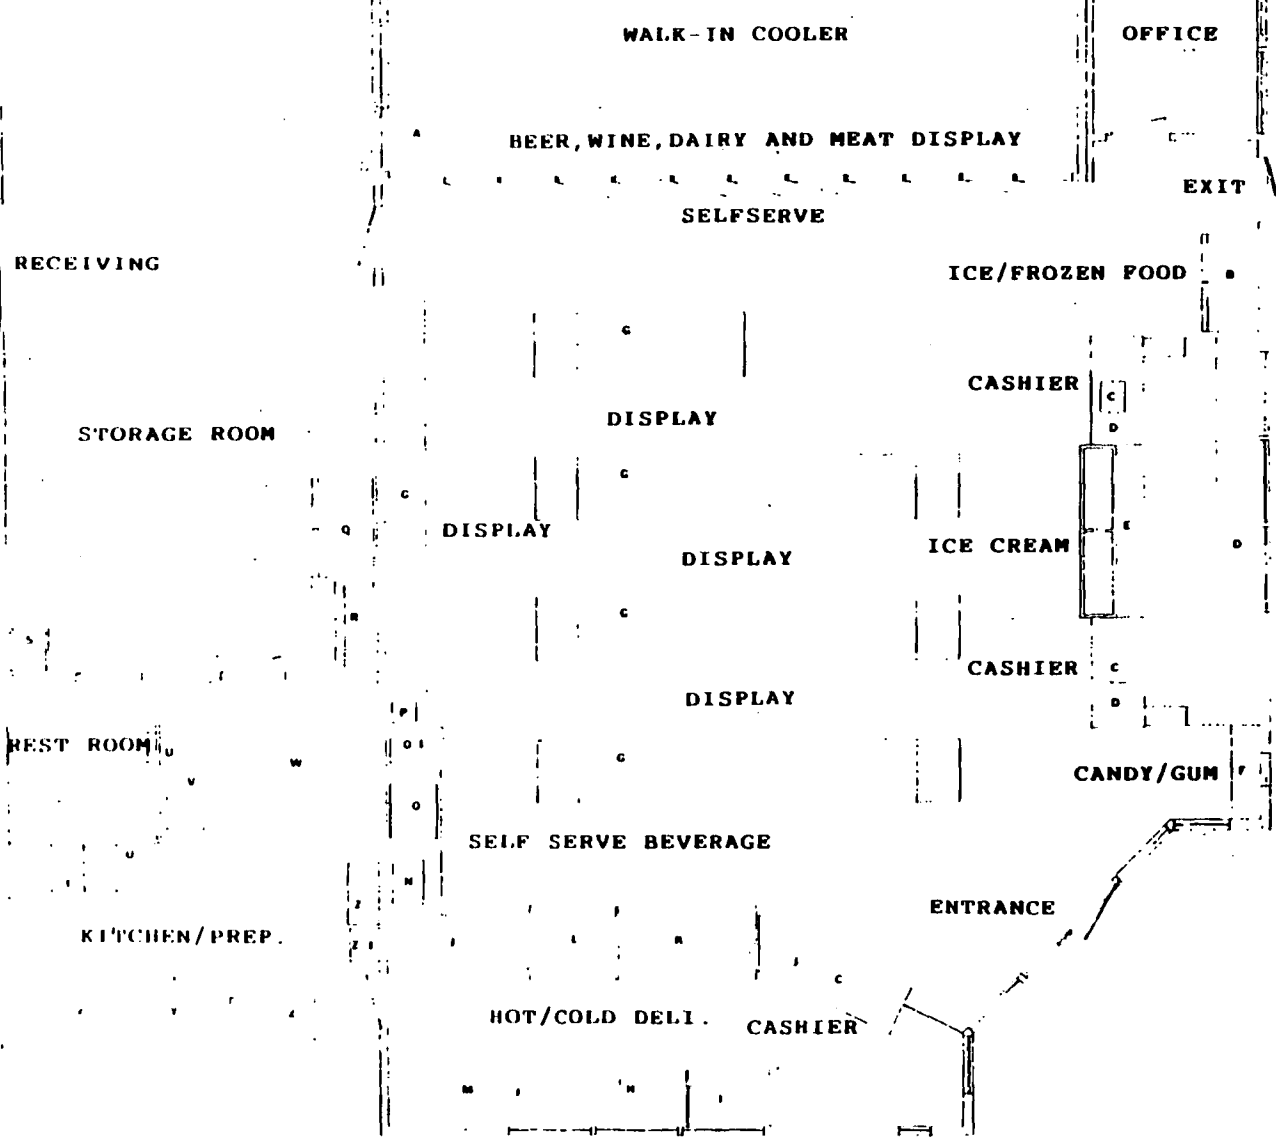 WALK-IN COOLER
OFFICE
A
BEER, WINE, DAIRY AND MEAT DISPLAY
EXIT
SELFSERVE
RECEIVING
ICE/FROZEN FOOD
B
G
CASHIER
C
DISPLAY
D
STORAGE ROOM
G
G
Q
DISPLAY
E
ICE CREAM
D
DISPLAY
R
G
S
CASHIER
C
DISPLAY
D
P
REST ROOM
U
O
W
G
CANDY/GUM
F
V
O
SELF SERVE BEVERAGE
U
N
Z
ENTRANCE
KITCHEN/PREP.
Z
C
HOT/COLD DELI.
CASHIER
M
H